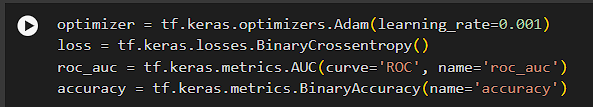 optimizer = tf.keras.optimizers.Adam(learning_rate=0.001)
loss = tf.keras.losses.BinaryCrossentropy()
roc_auc = tf.keras.metrics.AUC(curve='ROC', name='roc_auc')
accuracy = tf.keras.metrics.BinaryAccuracy(name='accuracy')